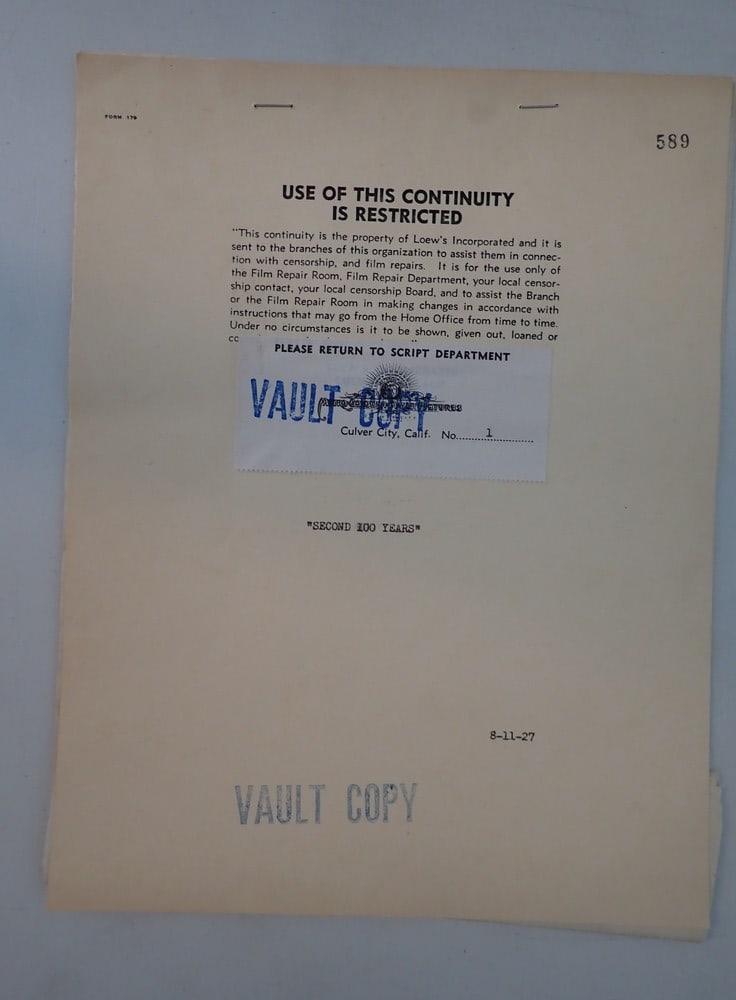 FORM 179
589
USE OF THIS CONTINUITY
IS RESTRICTED
"This continuity is the property of Loew's Incorporated and it is
sent to the branches of this organization to assist them in connec-
tion with censorship, and film repairs. It is for the use only of
the Film Repair Room, Film Repair Department, your local censor-
ship contact, your local censorship Board, and to assist the Branch
or the Film Repair Room in making changes in accordance with
instructions that may go from the Home Office from time to time.
Under no circumstances is it to be shown, given out, loaned or
PLEASE RETURN TO SCRIPT DEPARTMENT
VAULT COPY
Culver City, Calif. No. 1
"SECOND 100 YEARS"
8-11-27
VAULT COPY